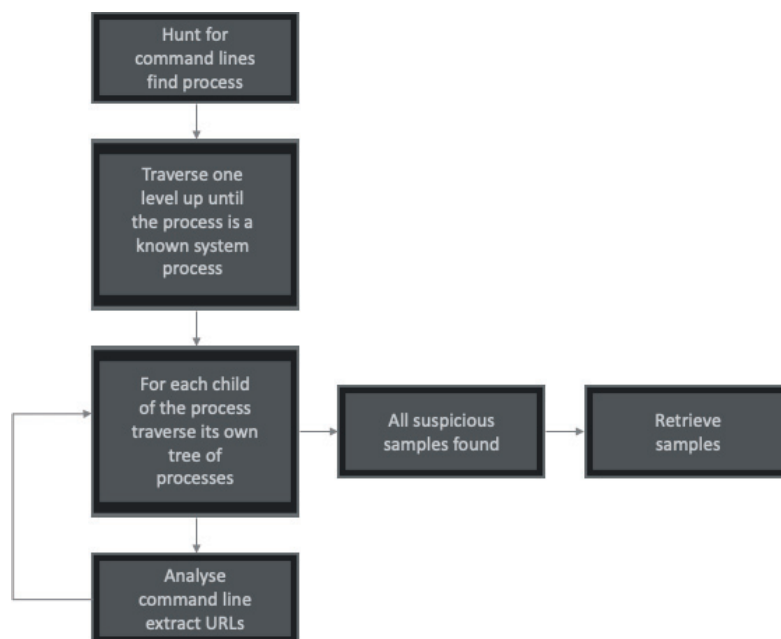 Hunt for
command lines
find process
Traverse one
level up until
the process is a
known system
process
For each child
of the process
traverse its own
tree of
processes
All suspicious
samples found
Retrieve
samples
Analyse
command line
extract URLs